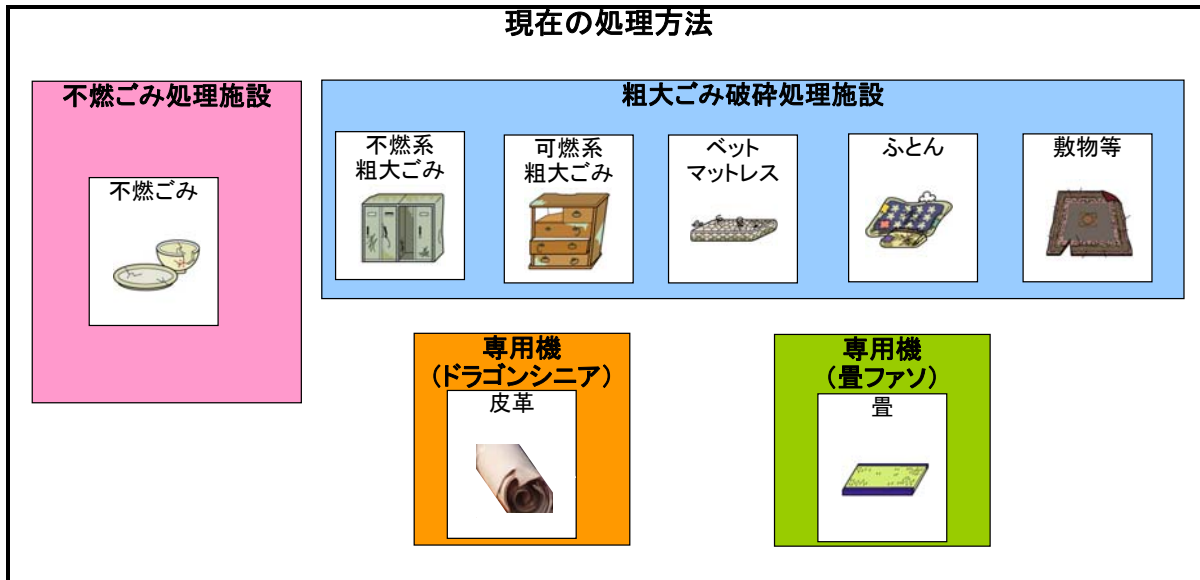 現在の処理方法
不燃ごみ処理施設
不燃ごみ
粗大ごみ破砕処理施設
不燃系
粗大ごみ
可燃系
粗大ごみ
ベット
マットレス
ふとん
敷物等
専用機
（ドラゴンシニア）
皮革
専用機
（畳ファソ）
畳